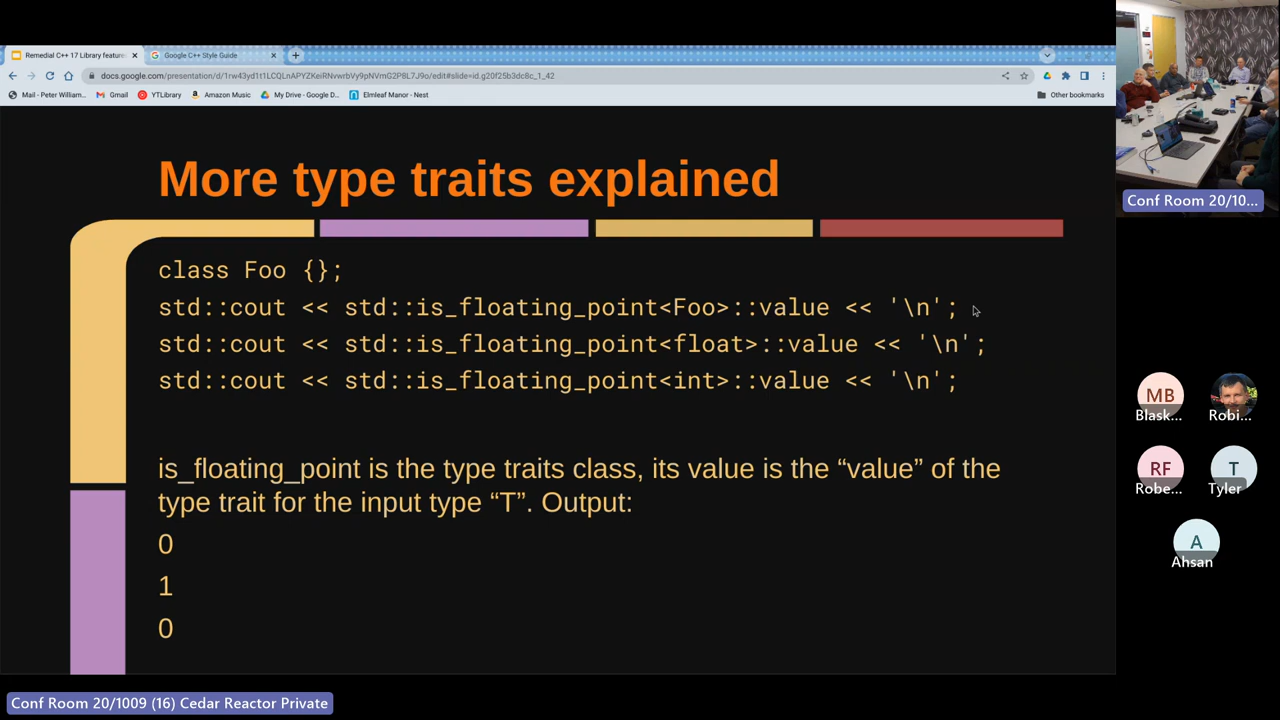 Remedial C++ 17 Library feature
Google C++ Style Guide
docs.google.com/presentation/d/1rw43yd1t1LCQLnAPYZKeiRNvwrbVy9pNVmG2P8L7J9o/edit#slide=id.g20f25b3dc8c_1_42
Mail - Peter William...
Gmail
YTLibrary
Amazon Music
My Drive - Google D...
Elmleaf Manor - Nest
Other bookmarks
More type traits explained
class Foo {};
std::cout << std::is_floating_point<Foo>::value << '\n';
std::cout << std::is_floating_point<float>::value << '\n';
std::cout << std::is_floating_point<int>::value << '\n';
is_floating_point is the type traits class, its value is the “value” of the
type trait for the input type “T”. Output:
0
1
0
Conf Room 20/10...
MB
Blask...
Robi...
RF
Robe...
T
Tyler
A
Ahsan
Conf Room 20/1009 (16) Cedar Reactor Private